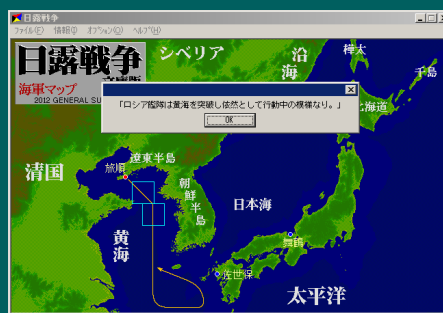 日露戦争
ファイル(F) 情報(I) オプション(O) ヘルプ(H)
日露戦争
海軍マップ
2012 GENERAL SU
シベリア
沿海
樺太
千島
「ロシア艦隊は黄海を突破し依然として行動中の模様なり。」
OK
北海道
遼東半島
旅順
清国
朝鮮半島
日本海
舞鶴
黄海
佐世保
太平洋